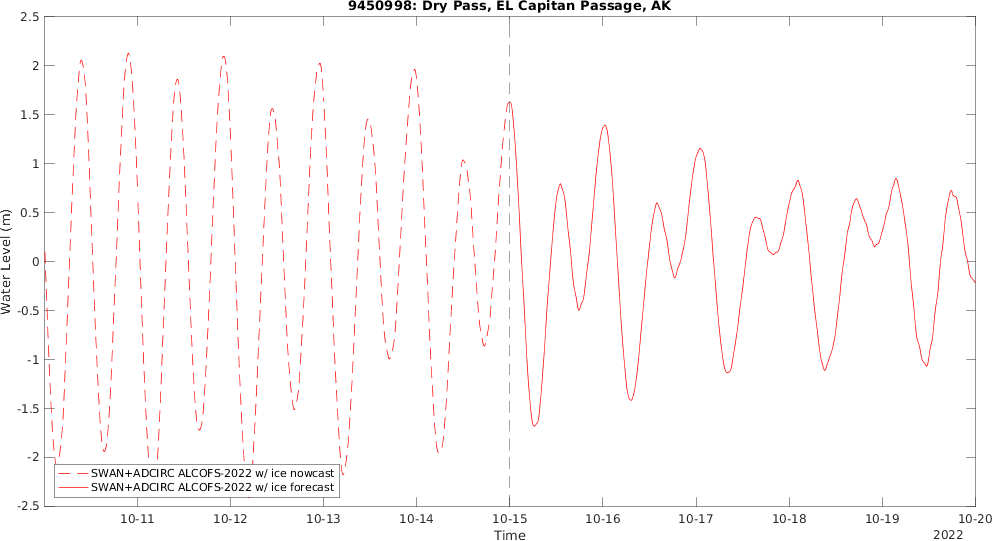 9450998: Dry Pass, EL Capitan Passage, AK
2.5
2
1.5
1
0.5
0
-0.5
-1
-1.5
-2
-2.5
Water Level (m)
SWAN+ADCIRC ALCOFS-2022 w/ ice nowcast
SWAN+ADCIRC ALCOFS-2022 w/ ice forecast
10-11 10-12 10-13 10-14 10-15 10-16 10-17 10-18 10-19 10-20
Time
2022